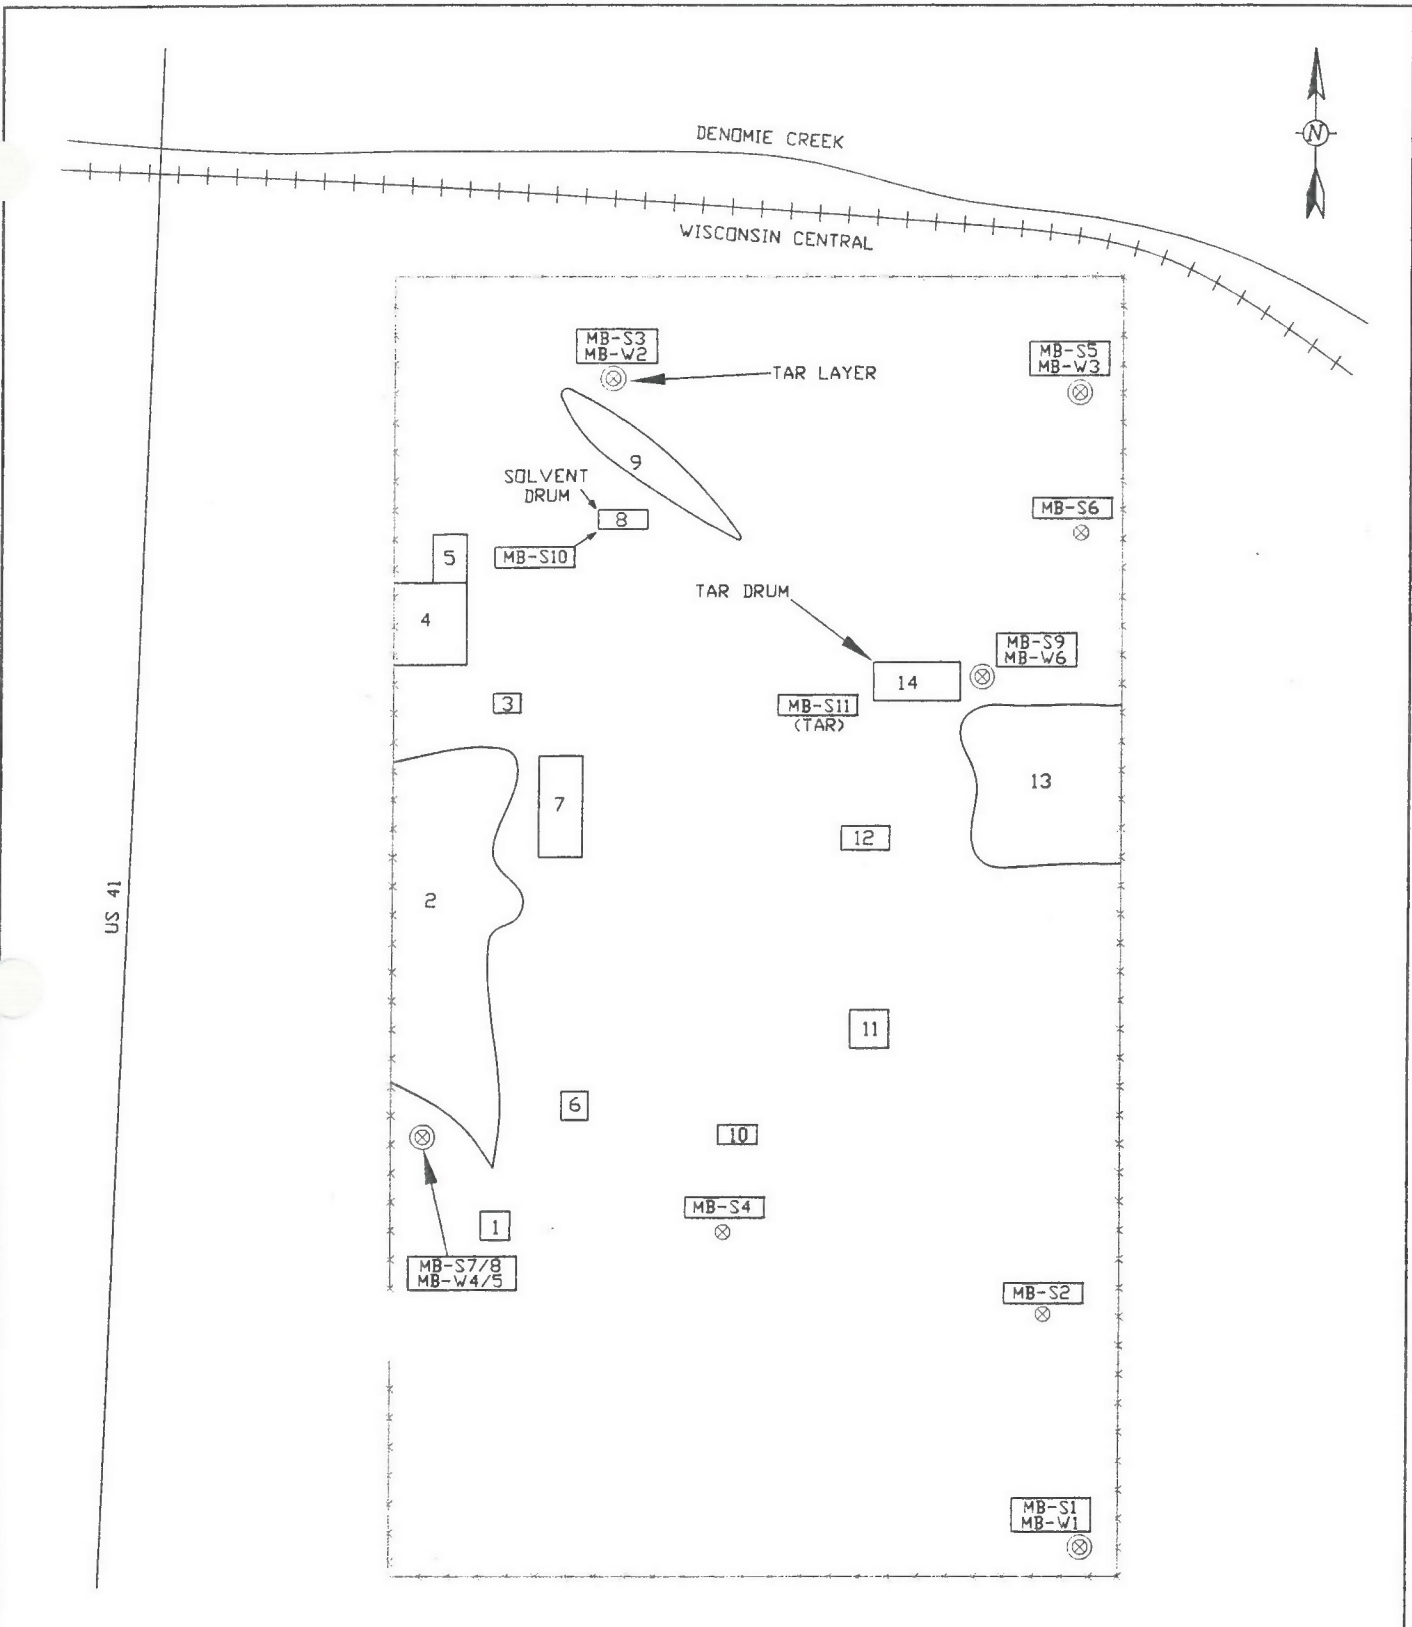 DENOMIE CREEK
N
WISCONSIN CENTRAL
MB-S3
MB-W2
MB-S5
MB-W3
TAR LAYER
9
SOLVENT
DRUM
8
MB-S6
5
MB-S10
TAR DRUM
4
MB-S9
MB-W6
14
3
MB-S11
(TAR)
13
7
12
2
US 41
11
6
10
MB-S4
1
MB-S7/8
MB-W4/5
MB-S2
MB-S1
MB-W1